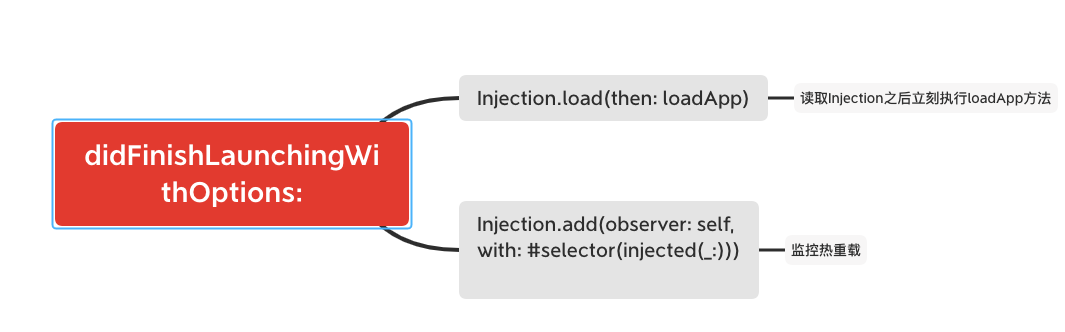 didFinishLaunchingWi
thOptions:
Injection.load(then: loadApp)
读取Injection之后立刻执行loadApp方法
Injection.add(observer: self,
with: #selector(injected(_:)))
监控热重载